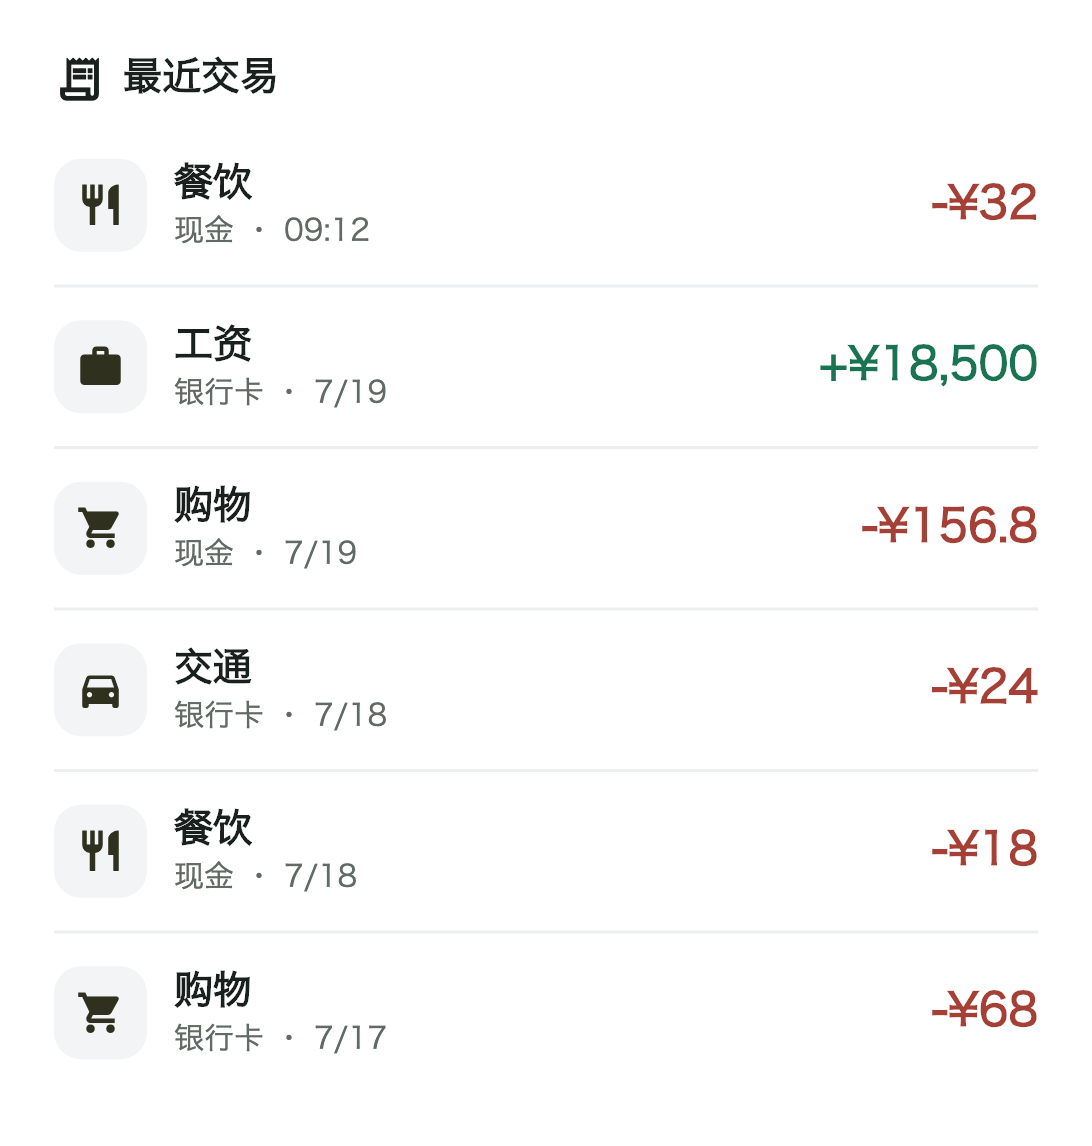 最近交易
餐饮
现金 · 09:12
-¥32
工资
银行卡 · 7/19
+¥18,500
购物
现金 · 7/19
-¥156.8
交通
银行卡 · 7/18
-¥24
餐饮
现金 · 7/18
-¥18
购物
银行卡 · 7/17
-¥68